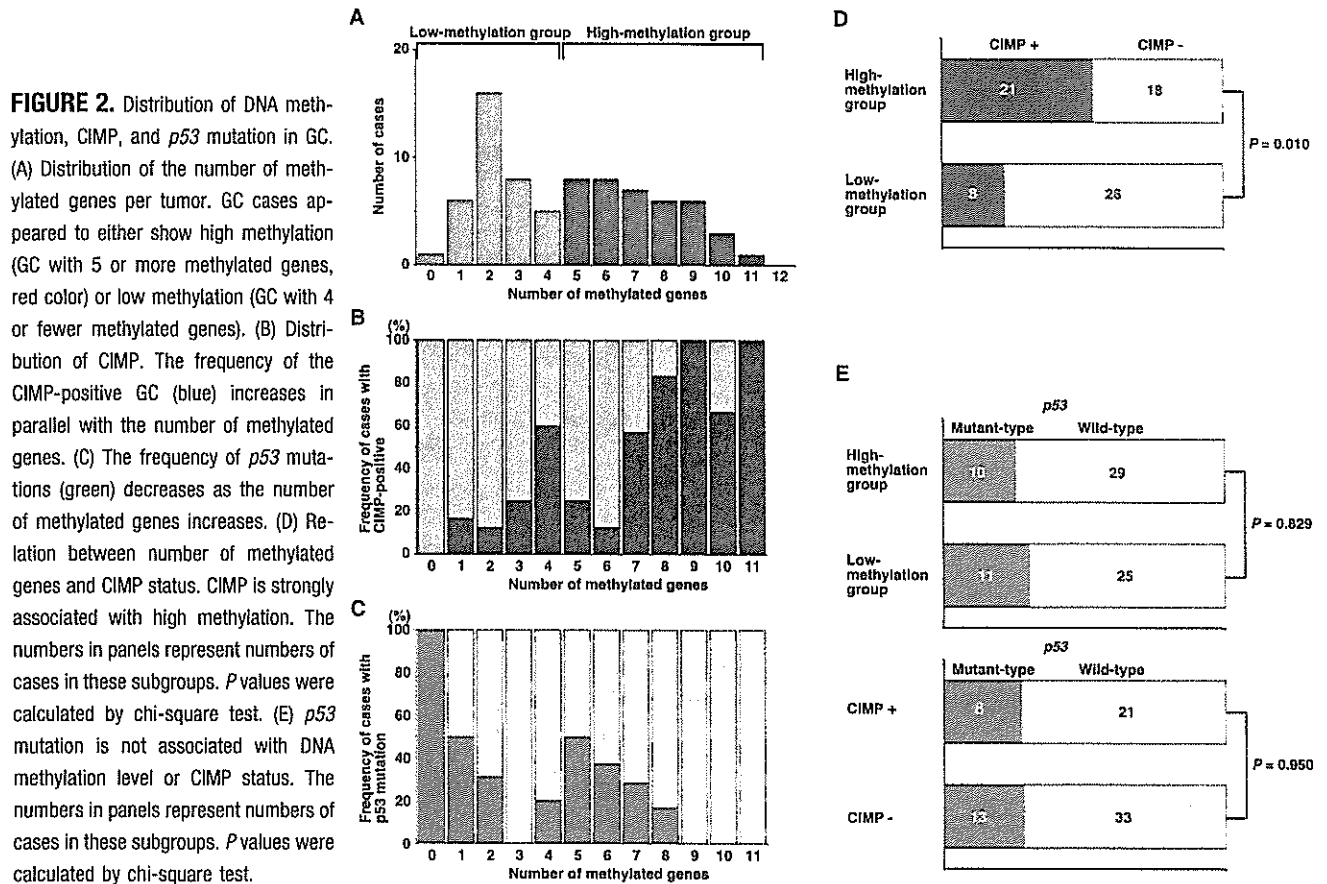 FIGURE 2. Distribution of DNA meth-
ylation, CIMP, and p53 mutation in GC.
(A) Distribution of the number of meth-
ylated genes per tumor. GC cases ap-
peared to either show high methylation
(GC with 5 or more methylated genes,
red color) or low methylation (GC with 4
or fewer methylated genes). (B) Distri-
bution of CIMP. The frequency of the
CIMP-positive GC (blue) increases in
parallel with the number of methylated
genes. (C) The frequency of p53 muta-
tions (green) decreases as the number
of methylated genes increases. (D) Re-
lation between number of methylated
genes and CIMP status. CIMP is strongly
associated with high methylation. The
numbers in panels represent numbers of
cases in these subgroups. P values were
calculated by chi-square test. (E) p53
mutation is not associated with DNA
methylation level or CIMP status. The
numbers in panels represent numbers of
cases in these subgroups. P values were
calculated by chi-square test.
A
Low-methylation group High-methylation group
20
10
0
Number of cases
0 1 2 3 4 5 6 7 8 9 10 11 12
Number of methylated genes
B
(%)
100
80
60
40
20
0
Frequency of cases with
CIMP-positive
0 1 2 3 4 5 6 7 8 9 10 11
Number of methylated genes
C
(%)
100
80
60
40
20
0
Frequency of cases with
p53 mutation
0 1 2 3 4 5 6 7 8 9 10 11
Number of methylated genes
D
CIMP + CIMP -
High-
methylation
group
21 18
Low-
methylation
group
8 28
P = 0.010
E
p53
Mutant-type Wild-type
High-
methylation
group
10 29
Low-
methylation
group
11 25
P = 0.829
p53
Mutant-type Wild-type
CIMP +
8 21
CIMP -
13 33
P = 0.950